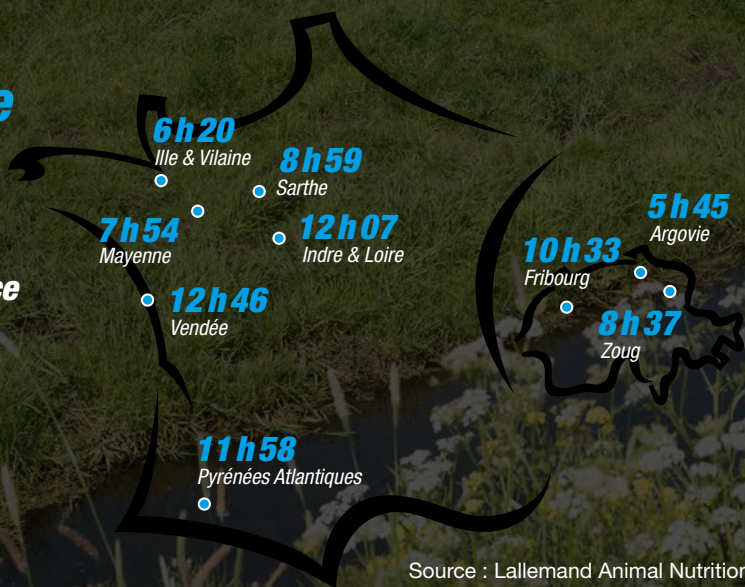 6h20
Ille & Vilaine
8h59
Sarthe
7h54
Mayenne
12h07
Indre & Loire
12h46
Vendée
11h58
Pyrénées Atlantiques
5h45
Argovie
10h33
Fribourg
8h37
Zoug
Source : Lallemand Animal Nutrition